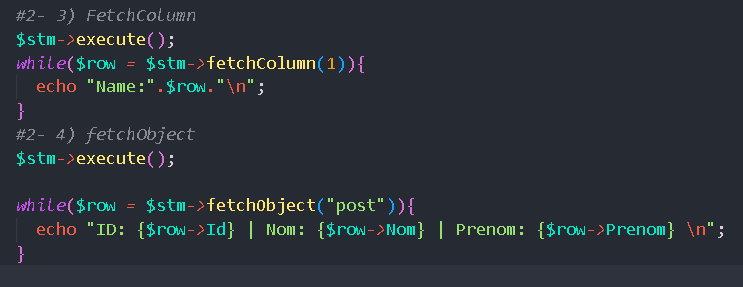 #2- 3) FetchColumn
$stm->execute();
while($row = $stm->fetchColumn(1)){
echo "Name:".$row."\n";
}
#2- 4) fetchObject
$stm->execute();
while($row = $stm->fetchObject("post")){
echo "ID: {$row->Id} | Nom: {$row->Nom} | Prenom: {$row->Prenom} \n";
}